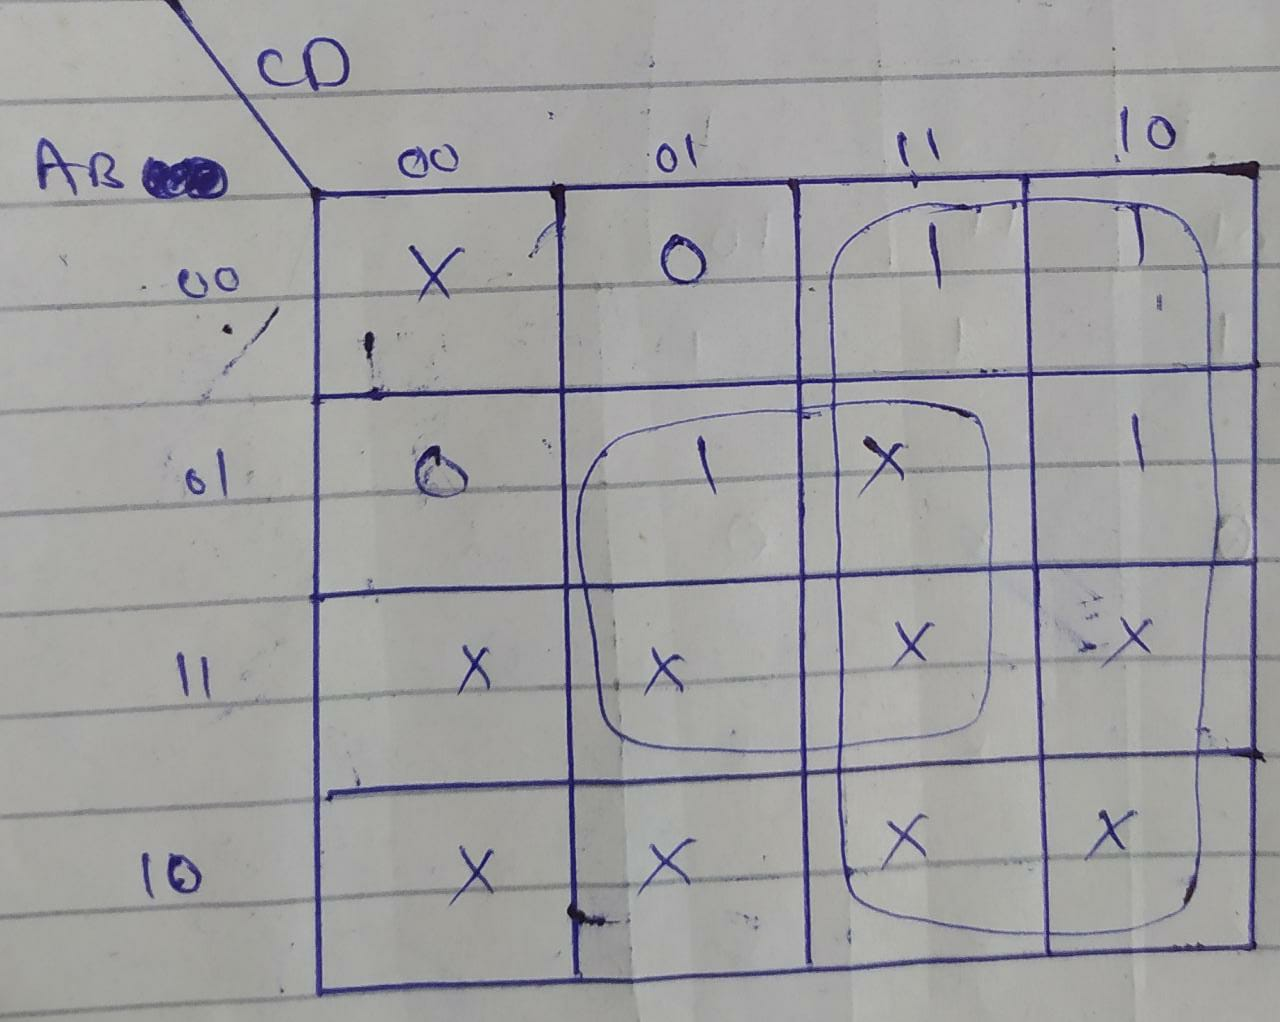 CD
AB
00 01 11 10
00 X 0 1 1
01 0 1 X 1
11 X X X X
10 X X X X